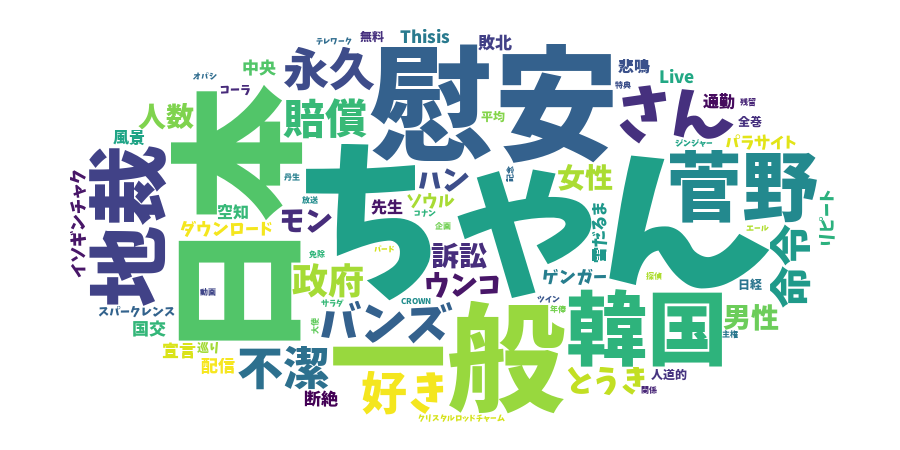 テレワーク
無料
Thisis
敗北
永久
慰安
悲鳴
中央
オパシ
コーラ
Live
特典
さん
通勤
残留
人数
賠償
平均
全巻
風景
日本
ジンジャー
パラサイト
地裁
ちゃん
菅野
イソギンチャク
丹生
ハン
女性
放送
先生
ソウル
コナン
空知
モン
ダウンロード
企画
雪だるま
エール
リピート
命令
免除
バード
訴訟
政府
ウンコ
ゲンガー
探偵
日経
動画
サラダ
CROWN
ツイン
年俸
スパークレンス
国交
大使
バンズ
一般
韓国
男性
主権
宣言
巡り
配信
不潔
断絶
好き
とうき
人道的
関係
クリスタルロッドチャーム